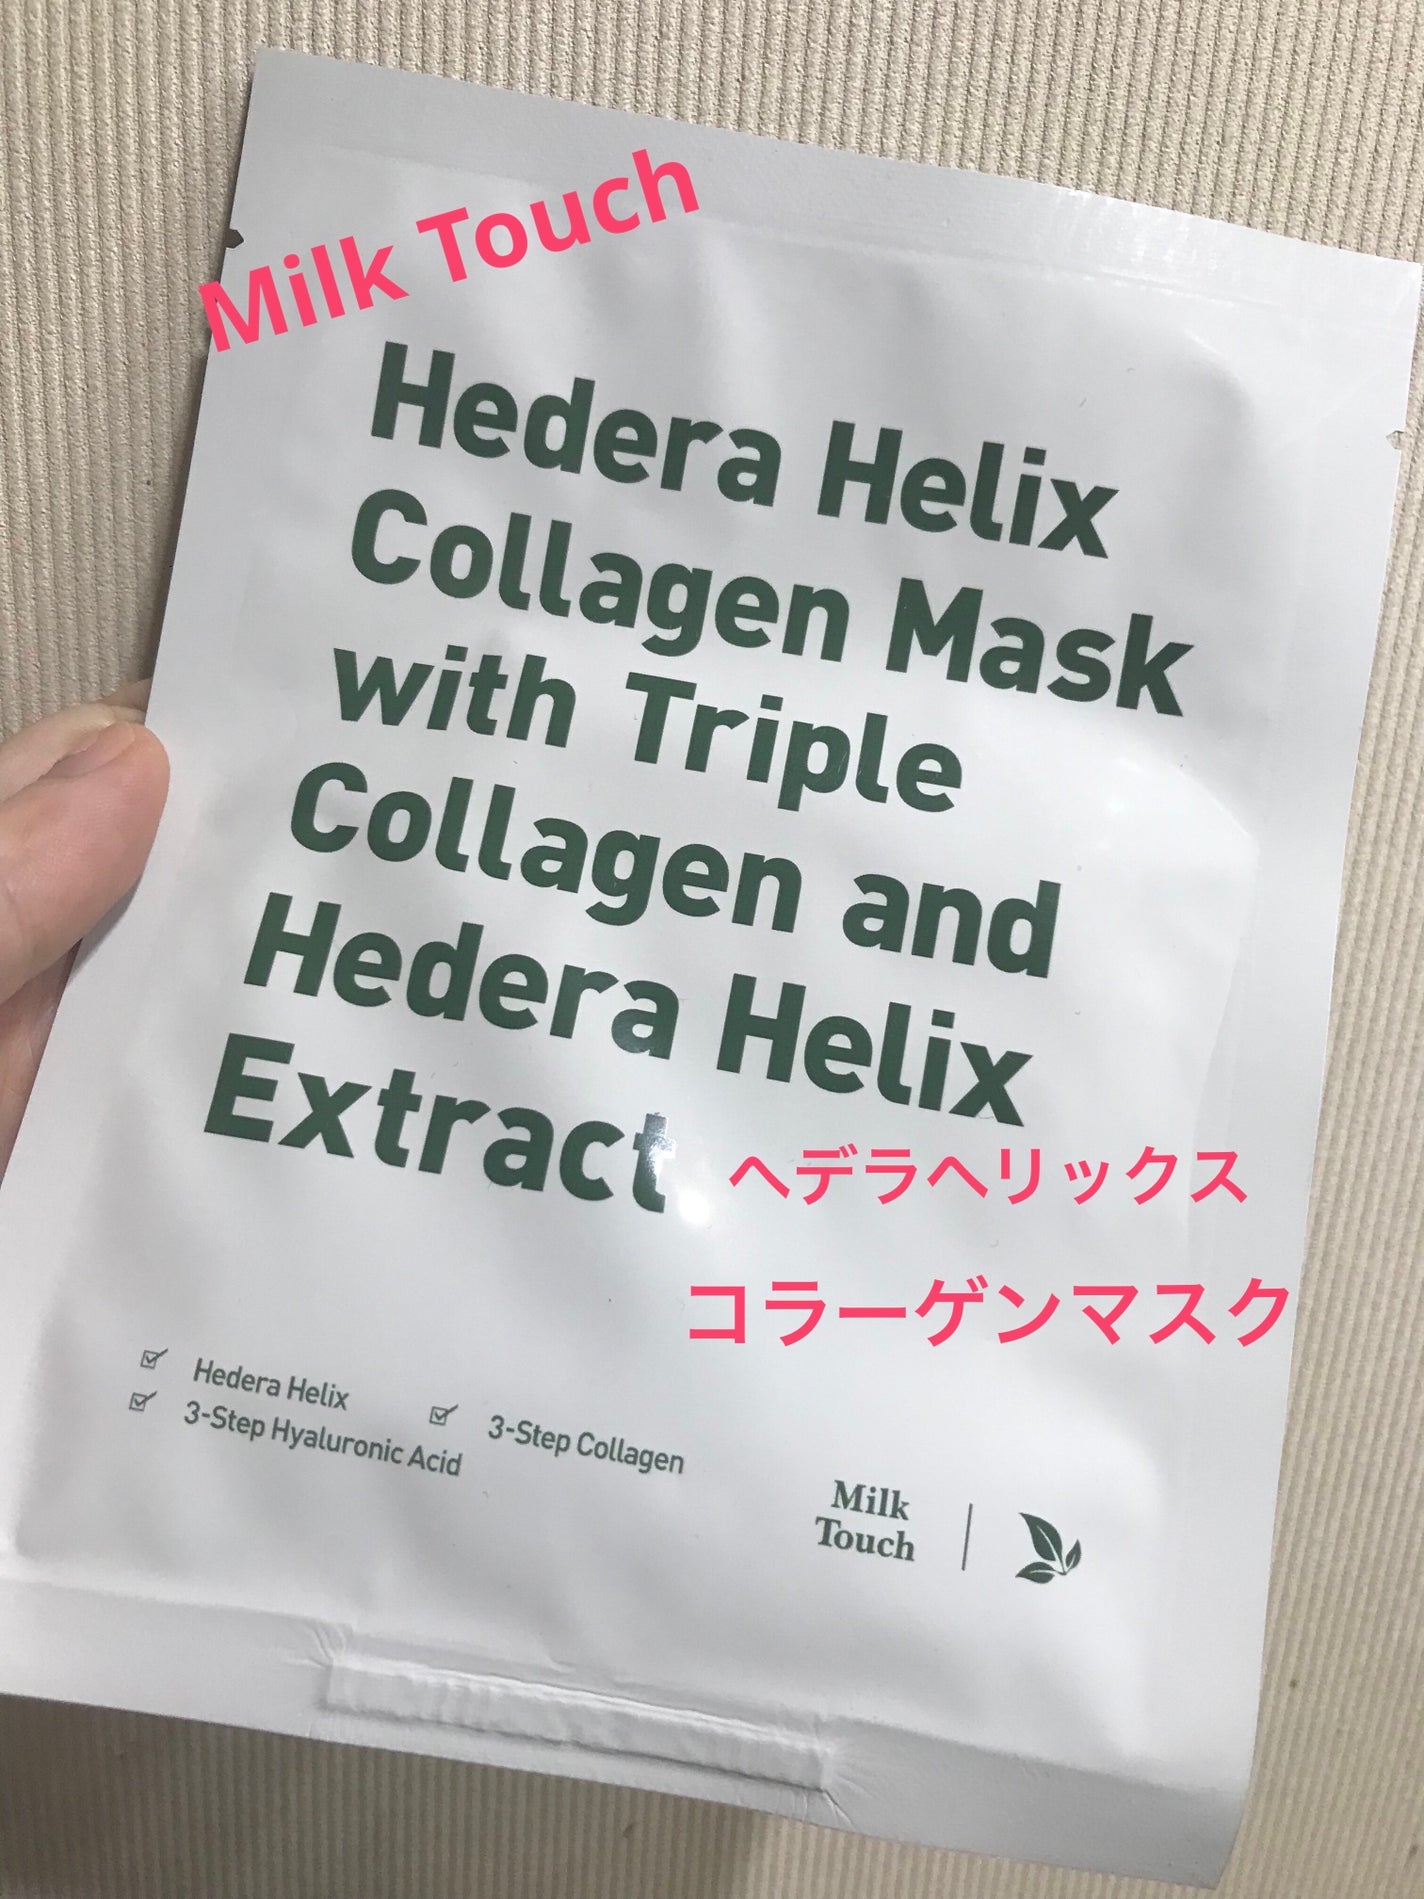 Milk Touch
Hedera Helix
Collagen Mask
with Triple
Collagen and
Hedera Helix
Extract
ヘデラヘリックス
コラーゲンマスク
Hedera Helix
3-Step Hyaluronic Acid
3-Step Collagen
Milk
Touch